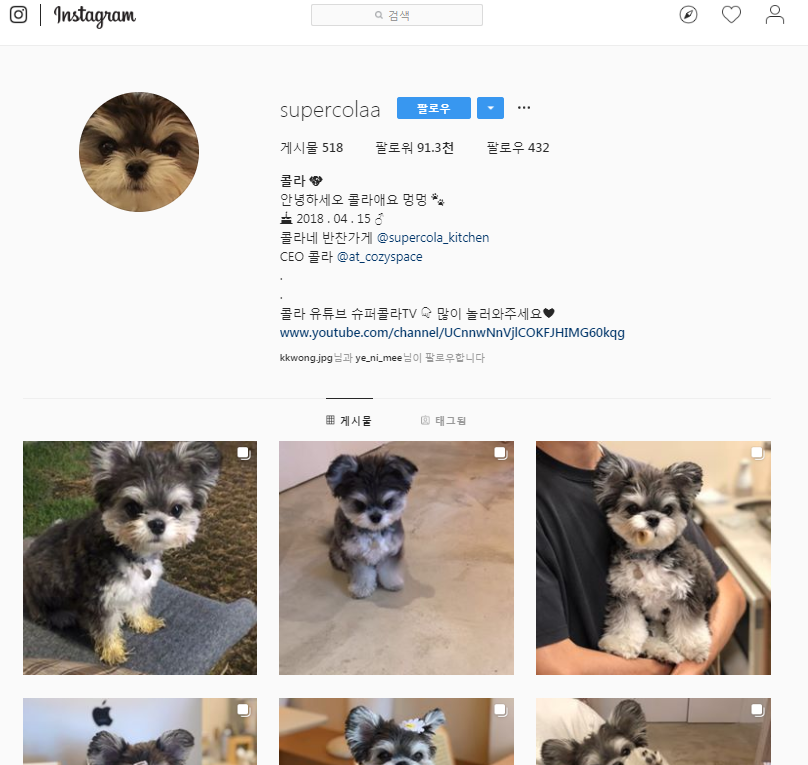 Instagram
검색
supercolaa 팔로우
게시물 518 팔로워 91.3천 팔로우 432
콜라
안녕하세오 콜라애요 멍멍
2018 . 04 . 15 ♂
콜라네 반찬가게 @supercola_kitchen
CEO 콜라 @at_cozyspace
.
.
콜라 유튜브 슈퍼콜라TV 많이 놀러와주세요♥
www.youtube.com/channel/UCnnwNnVjlCOKFJHIMG60kqg
kkwong.jpg님과 ye_ni_mee님이 팔로우합니다
게시물 태그됨